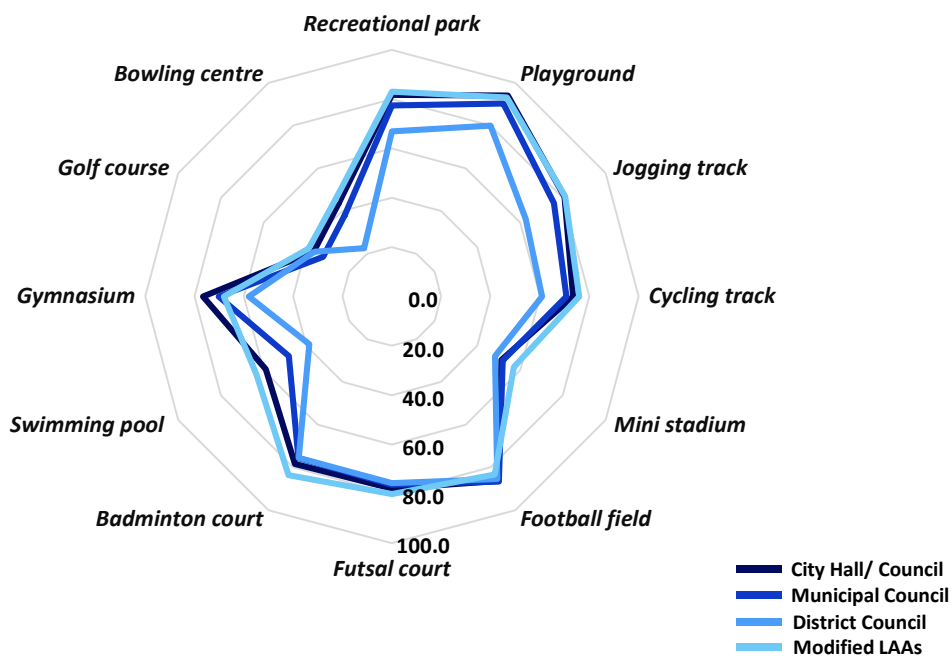 Recreational park
Bowling centre
Playground
Golf course
Jogging track
Gymnasium
0.0
Cycling track
20.0
40.0
Swimming pool
Mini stadium
60.0
80.0
Badminton court
Football field
100.0
Futsal court
City Hall/ Council
Municipal Council
District Council
Modified LAAs